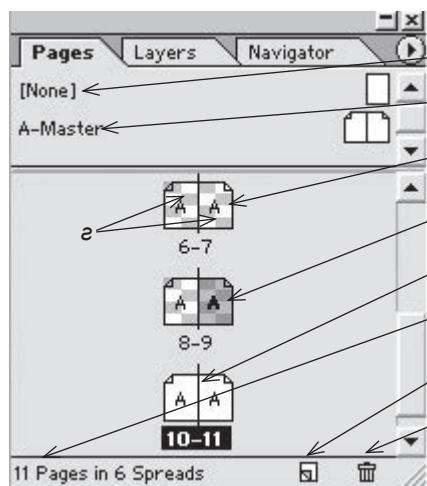 Pages Layers Navigator
[None]
A-Master
A A
s
6-7
A A
8-9
A A
10-11
11 Pages in 6 Spreads